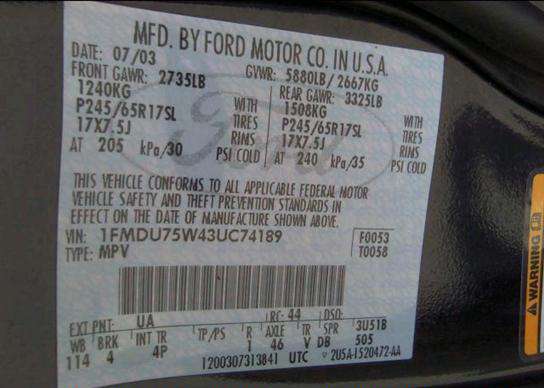 MFD. BY FORD MOTOR CO. IN U.S.A.
DATE: 07/03 GVWR: 5880LB/2667KG
FRONT GAWR: 2735LB REAR GAWR: 3325LB
1240KG 1508KG
P245/65R17SL WITH TIRES P245/65R17SL WITH TIRES
17X7.5J RIMS 17X7.5J RIMS
AT 205 kPa/30 PSI COLD AT 240 kPa/35 PSI COLD
Ford
THIS VEHICLE CONFORMS TO ALL APPLICABLE FEDERAL MOTOR
VEHICLE SAFETY AND THEFT PREVENTION STANDARDS IN
EFFECT ON THE DATE OF MANUFACTURE SHOWN ABOVE.
VIN: 1FMDU75W43UC74189 F0053
TYPE: MPV T0058
EXT PNT: UA RC: 44 DSO:
WB BRK INT TR TP/PS R AXLE TR SPR 3U51B
114 4 4P 1 46 V DB 505
1200307313841 UTC 2U5A-1520472-AA